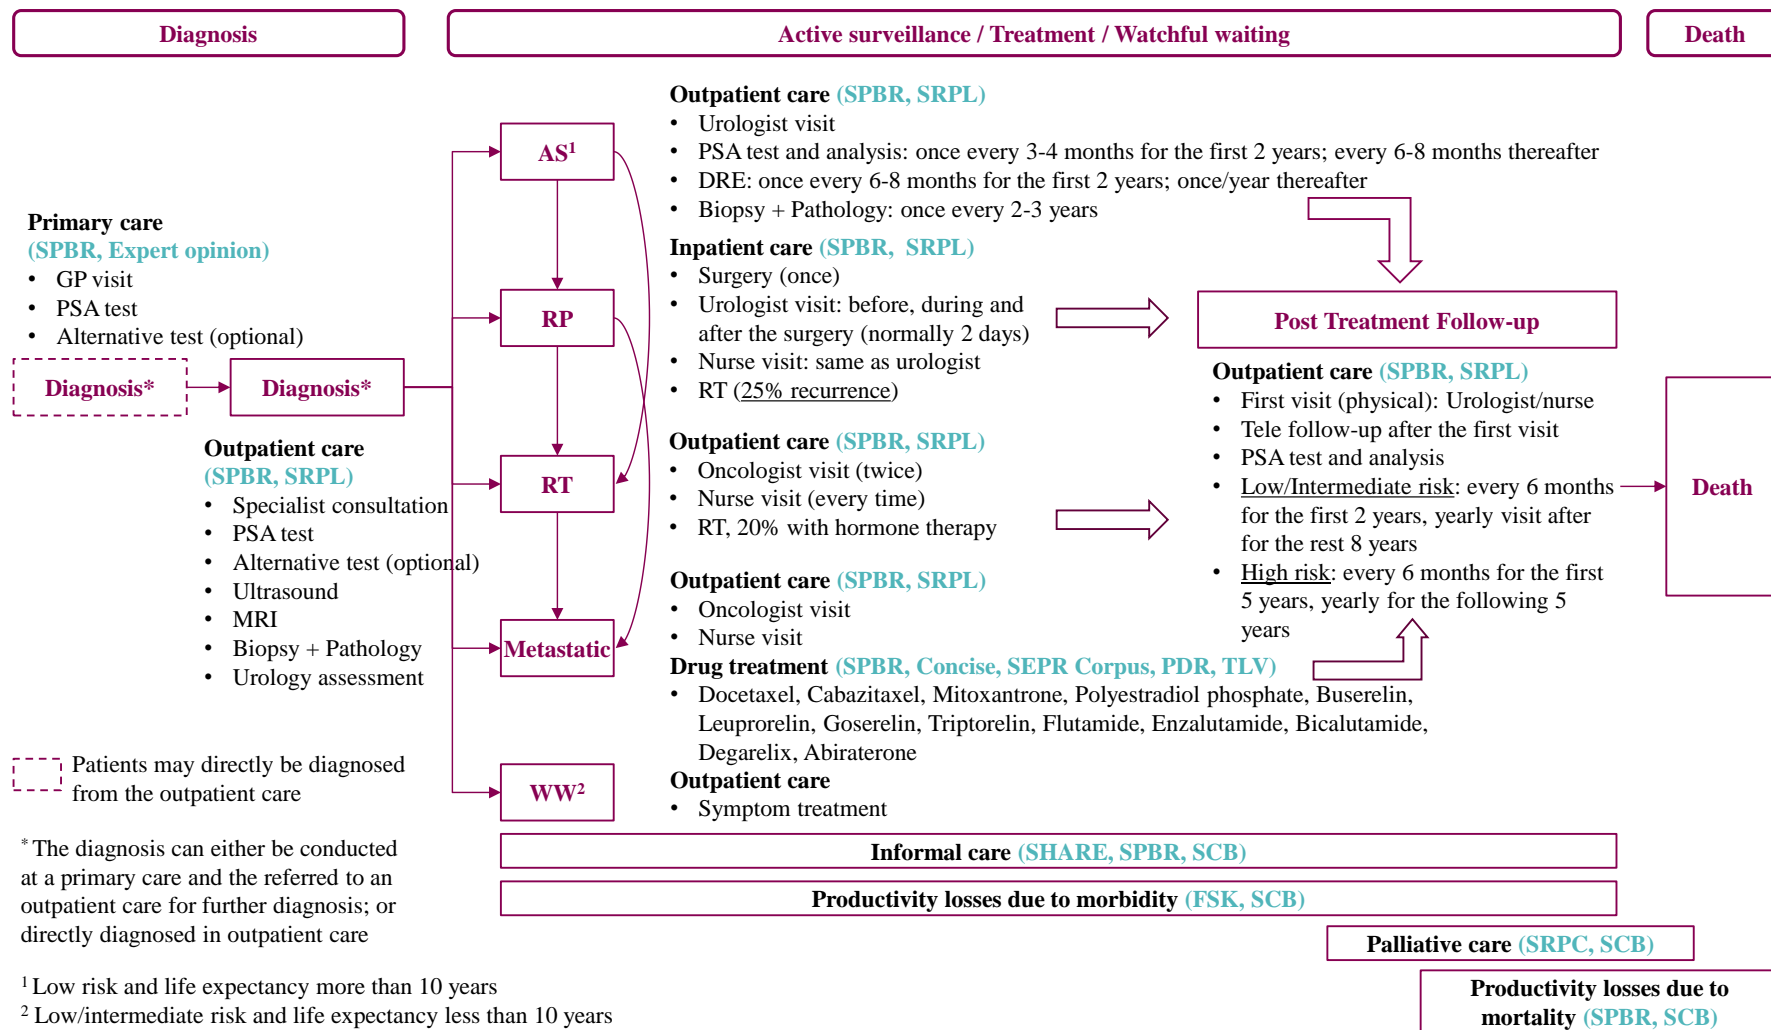 Diagnosis
Active surveillance / Treatment / Watchful waiting
Death
Primary care
(SPBR, Expert opinion)
• GP visit
• PSA test
• Alternative test (optional)
Diagnosis*
Diagnosis*
Outpatient care
(SPBR, SRPL)
• Specialist consultation
• PSA test
• Alternative test (optional)
• Ultrasound
• MRI
• Biopsy + Pathology
• Urology assessment
AS¹
RP
RT
Metastatic
WW²
Outpatient care (SPBR, SRPL)
• Urologist visit
• PSA test and analysis: once every 3-4 months for the first 2 years; every 6-8 months thereafter
• DRE: once every 6-8 months for the first 2 years; once/year thereafter
• Biopsy + Pathology: once every 2-3 years
Inpatient care (SPBR, SRPL)
• Surgery (once)
• Urologist visit: before, during and
after the surgery (normally 2 days)
• Nurse visit: same as urologist
• RT (25% recurrence)
Outpatient care (SPBR, SRPL)
• Oncologist visit (twice)
• Nurse visit (every time)
• RT, 20% with hormone therapy
Outpatient care (SPBR, SRPL)
• Oncologist visit
• Nurse visit
Drug treatment (SPBR, Concise, SEPR Corpus, PDR, TLV)
• Docetaxel, Cabazitaxel, Mitoxantrone, Polyestradiol phosphate, Buserelin,
Leuprorelin, Goserelin, Triptorelin, Flutamide, Enzalutamide, Bicalutamide,
Degarelix, Abiraterone
Outpatient care
• Symptom treatment
Post Treatment Follow-up
Outpatient care (SPBR, SRPL)
• First visit (physical): Urologist/nurse
• Tele follow-up after the first visit
• PSA test and analysis
• Low/Intermediate risk: every 6 months
for the first 2 years, yearly visit after
for the rest 8 years
• High risk: every 6 months for the first
5 years, yearly for the following 5
years
Death
Patients may directly be diagnosed
from the outpatient care
* The diagnosis can either be conducted
at a primary care and the referred to an
outpatient care for further diagnosis; or
directly diagnosed in outpatient care
¹ Low risk and life expectancy more than 10 years
² Low/intermediate risk and life expectancy less than 10 years
Informal care (SHARE, SPBR, SCB)
Productivity losses due to morbidity (FSK, SCB)
Palliative care (SRPC, SCB)
Productivity losses due to
mortality (SPBR, SCB)